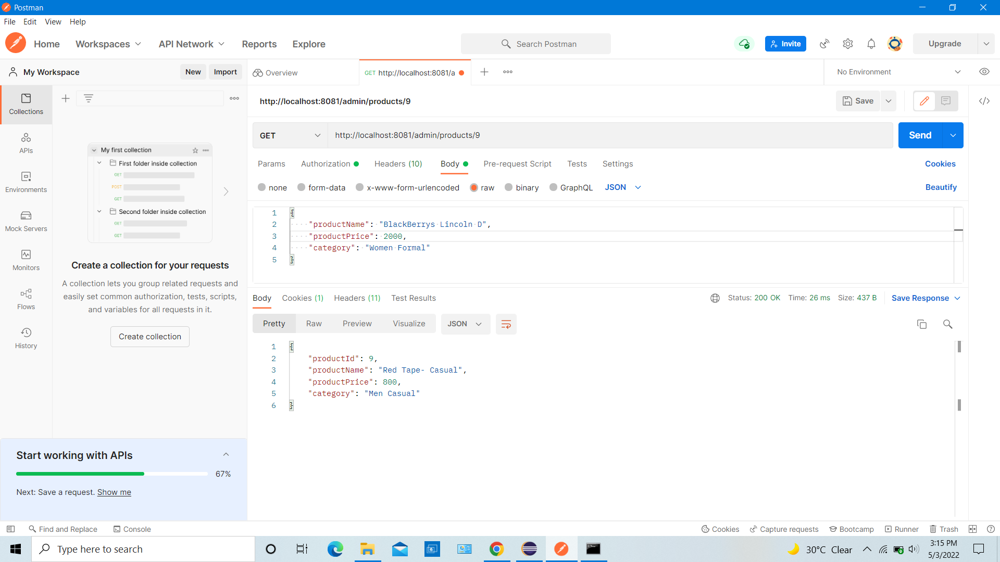 Postman
File Edit View Help
Home Workspaces API Network Reports Explore Search Postman Invite Upgrade
My Workspace New Import Overview GET http://localhost:8081/a No Environment
Collections
APIs
Environments
Mock Servers
Monitors
Flows
History
My first collection
First folder inside collection
GET
POST
GET
Second folder inside collection
GET
GET
Create a collection for your requests
A collection lets you group related requests and
easily set common authorization, tests, scripts,
and variables for all requests in it.
Create collection
Start working with APIs
67%
Next: Save a request. Show me
http://localhost:8081/admin/products/9 Save </>
GET http://localhost:8081/admin/products/9 Send
Params Authorization Headers (10) Body Pre-request Script Tests Settings Cookies
none form-data x-www-form-urlencoded raw binary GraphQL JSON Beautify
1 {
2 "productName": "BlackBerrys Lincoln D",
3 "productPrice": 2000,
4 "category": "Women Formal"
5 }
Body Cookies (1) Headers (11) Test Results Status: 200 OK Time: 26 ms Size: 437 B Save Response
Pretty Raw Preview Visualize JSON
1 {
2 "productId": 9,
3 "productName": "Red Tape- Casual",
4 "productPrice": 800,
5 "category": "Men Casual"
6 }
Find and Replace Console Cookies Capture requests Bootcamp Runner Trash
Type here to search 30°C Clear 3:15 PM
5/3/2022